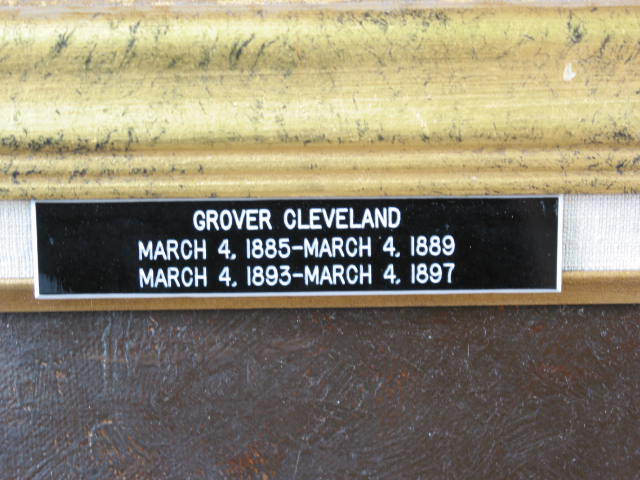 GROVER CLEVELAND
MARCH 4, 1885-MARCH 4, 1889
MARCH 4, 1893-MARCH 4, 1897